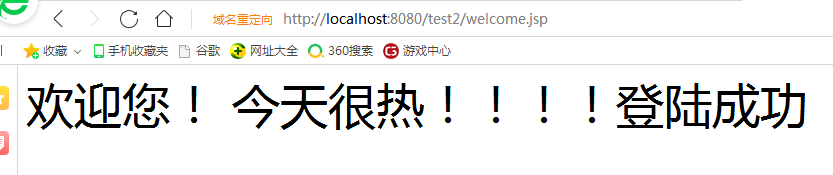 域名重定向 http://localhost:8080/test2/welcome.jsp
收藏 手机收藏夹 谷歌 网址大全 360搜索 游戏中心
欢迎您！ 今天很热！！！！登陆成功